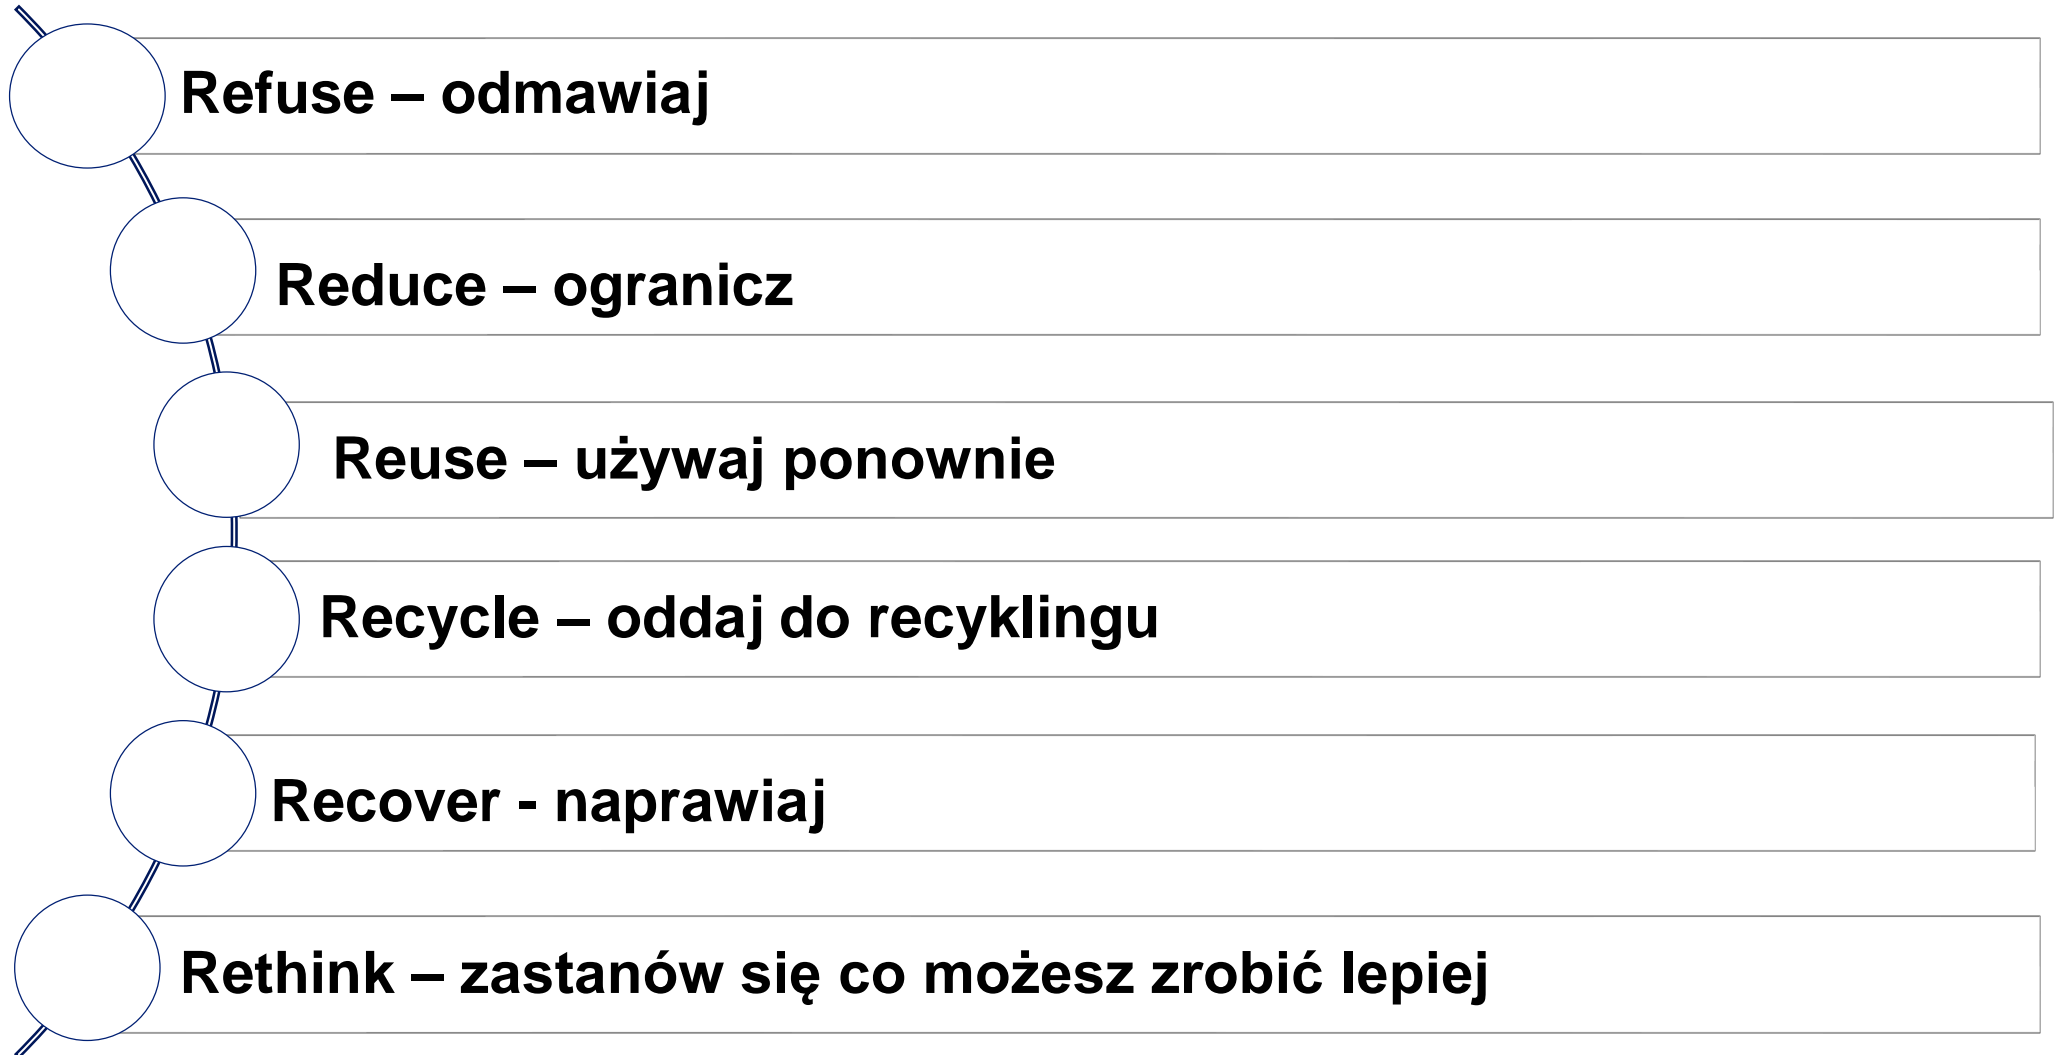 Refuse – odmawiaj
Reduce – ogranicz
Reuse – używaj ponownie
Recycle – oddaj do recyklingu
Recover - naprawiaj
Rethink – zastanów się co możesz zrobić lepiej